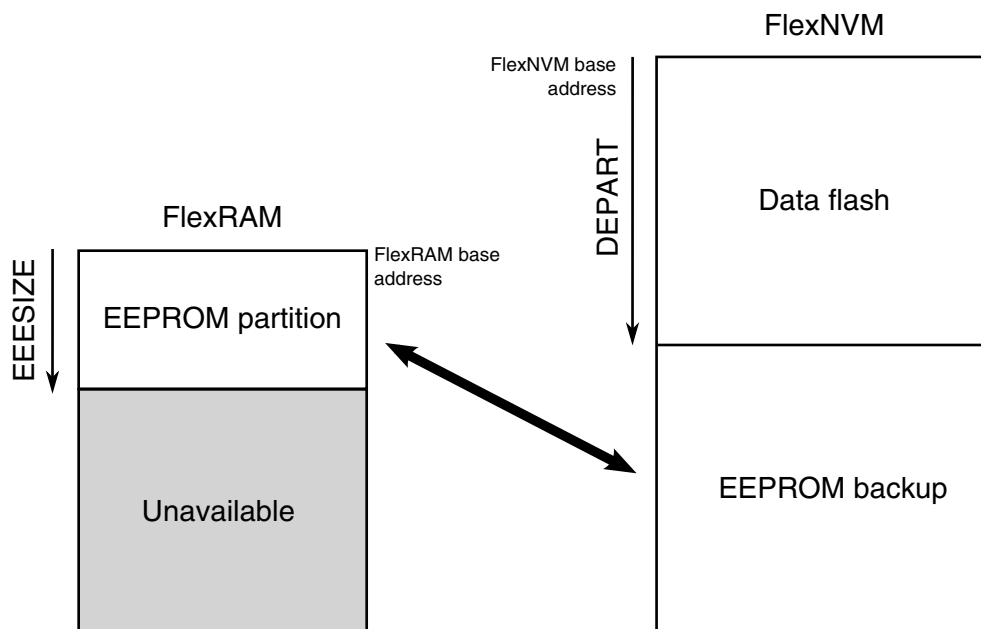 FlexNVM
FlexNVM base
address
DEPART
Data flash
FlexRAM
FlexRAM base
address
EEESIZE
EEPROM partition
EEPROM backup
Unavailable